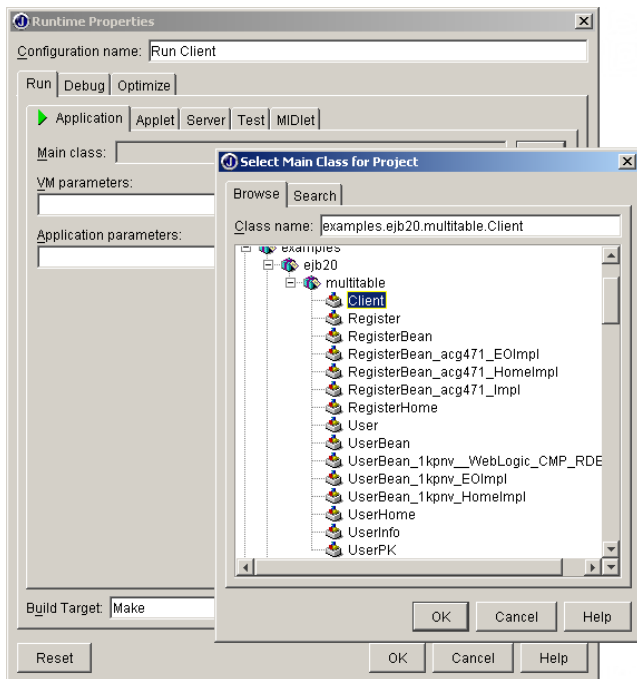 Runtime Properties
Configuration name: Run Client
Run Debug Optimize
Application Applet Server Test MIDlet
Main class:
VM parameters:
Application parameters:
Select Main Class for Project
Browse Search
Class name: examples.ejb20.multitable.Client
examples
ejb20
multitable
Client
Register
RegisterBean
RegisterBean_acg471_EOImpl
RegisterBean_acg471_HomeImpl
RegisterBean_acg471_Impl
RegisterHome
User
UserBean
UserBean_1kpnv__WebLogic_CMP_RDE
UserBean_1kpnv_EOImpl
UserBean_1kpnv_HomeImpl
UserHome
UserInfo
UserPK
OK Cancel Help
Build Target: Make
Reset OK Cancel Help